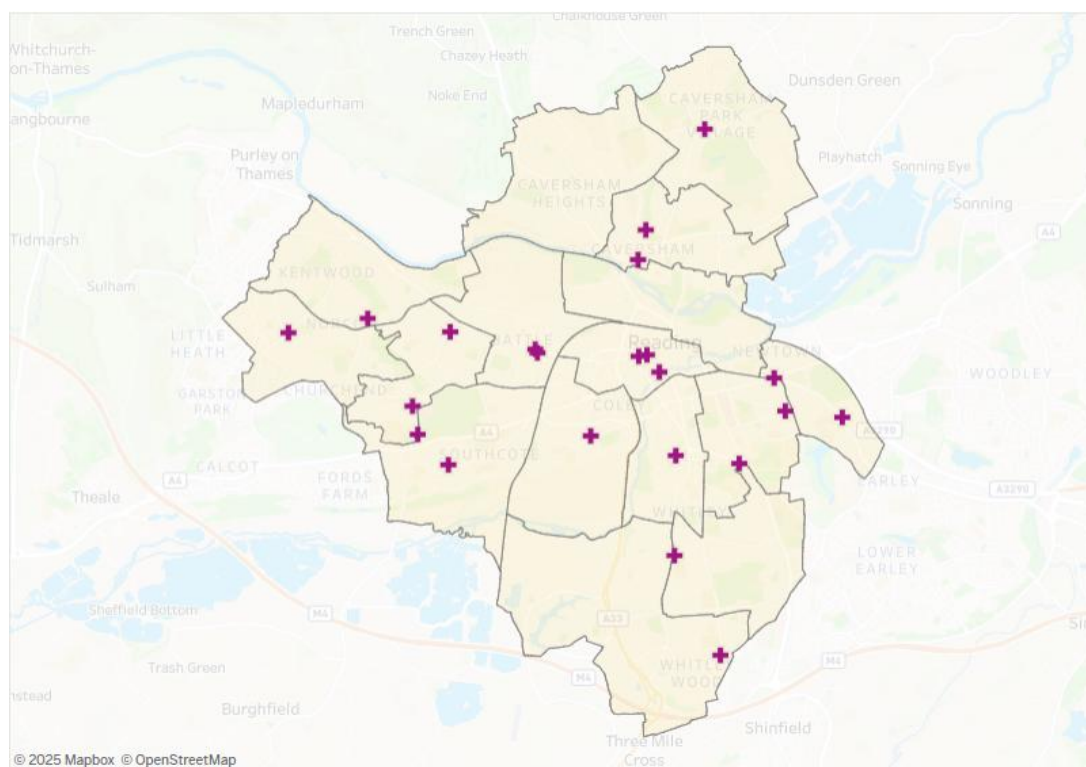 Chalkhouse Green
Trench Green
Whitchurch-
on-Thames
Chazey Heath
Dunsden Green
Noke End
Mapledurham
CAVERSHAM
PARK
VILLAGE
angbourne
Purley on
Thames
Playhatch
Sonning Eye
CAVERSHAM
HEIGHTS
Sonning
A4
Tidmarsh
CAVERSHAM
KENTWOOD
Sulham
LITTLE
HEATH
NORC
BATTLE
Reading
NEWTOWN
WOODLEY
GARSTON
PARK
CHURCHEND
COLEY
A4
A3290
SOUTHCOTE
CALCOT
FORDS
FARM
EARLEY
A4
Theale
A3290
WHITLEY
LOWER
EARLEY
Sheffield Bottom
M4
A33
Trash Green
WHITLE
WOOD
M4
M4
nstead
Burghfield
Shinfield
Three Mile
Cross
© 2025 Mapbox © OpenStreetMap